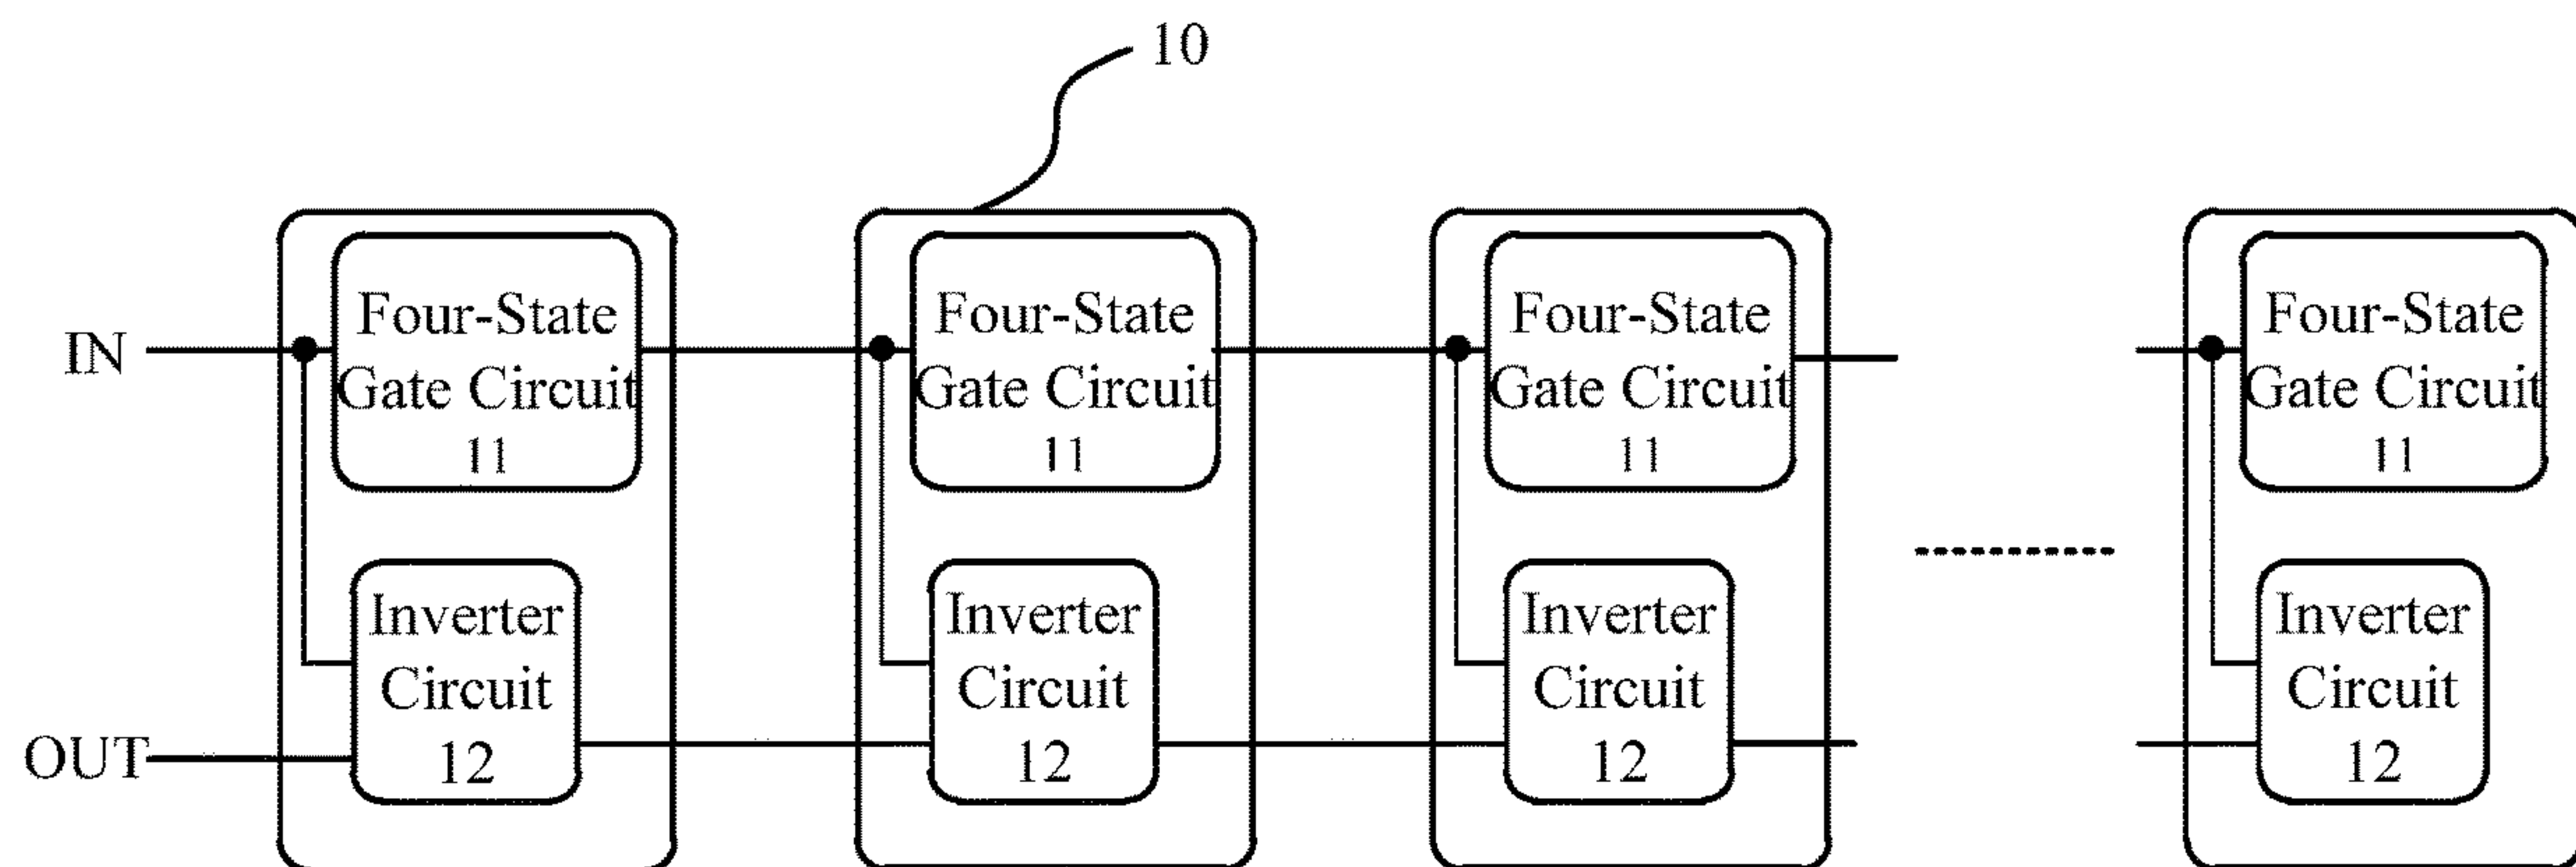 10
IN
Four-State
Gate Circuit
11
Four-State
Gate Circuit
11
Four-State
Gate Circuit
11
Four-State
Gate Circuit
11
OUT
Inverter
Circuit
12
Inverter
Circuit
12
Inverter
Circuit
12
Inverter
Circuit
12